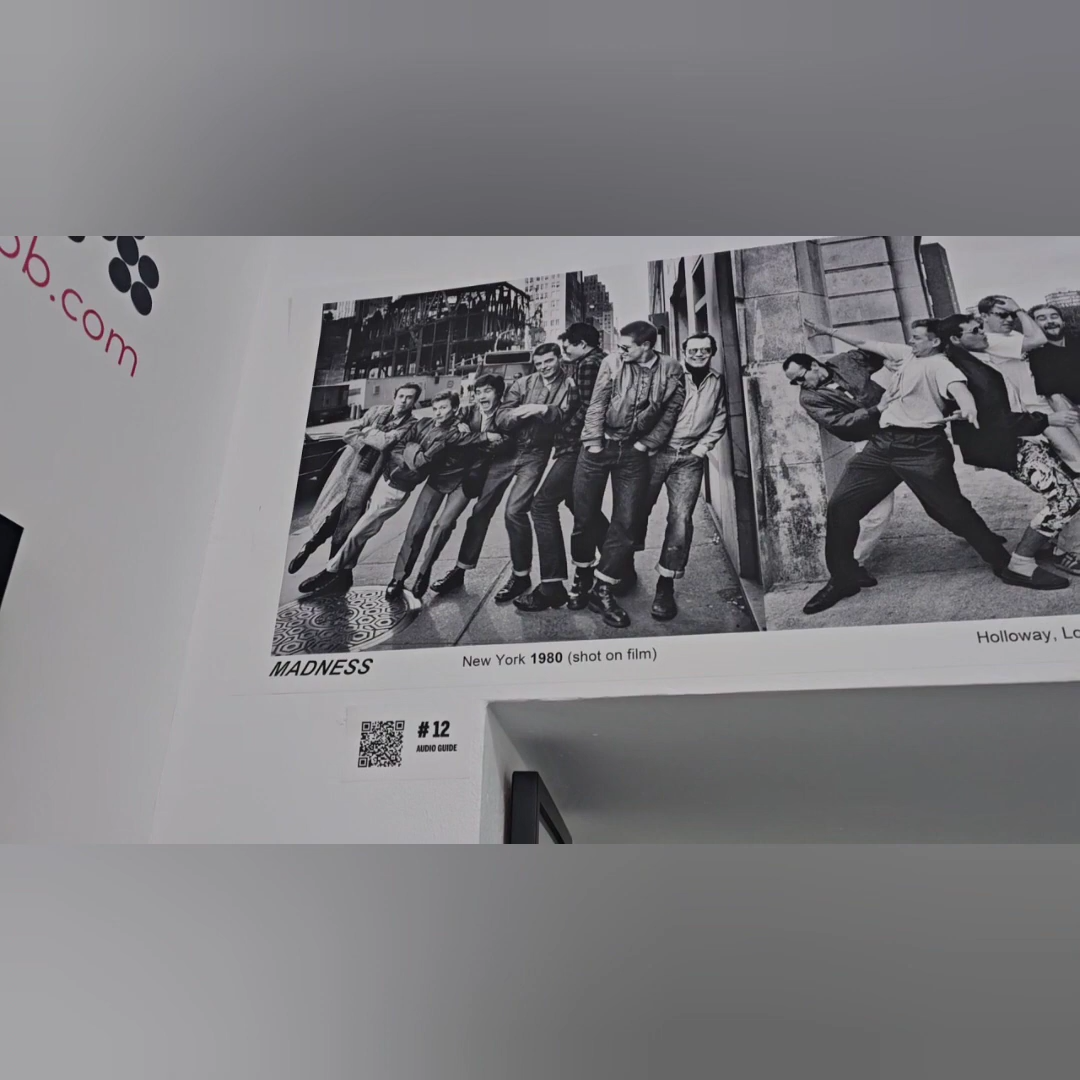 b.com
MADNESS
New York 1980 (shot on film)
Holloway, Lo
# 12
AUDIO GUIDE